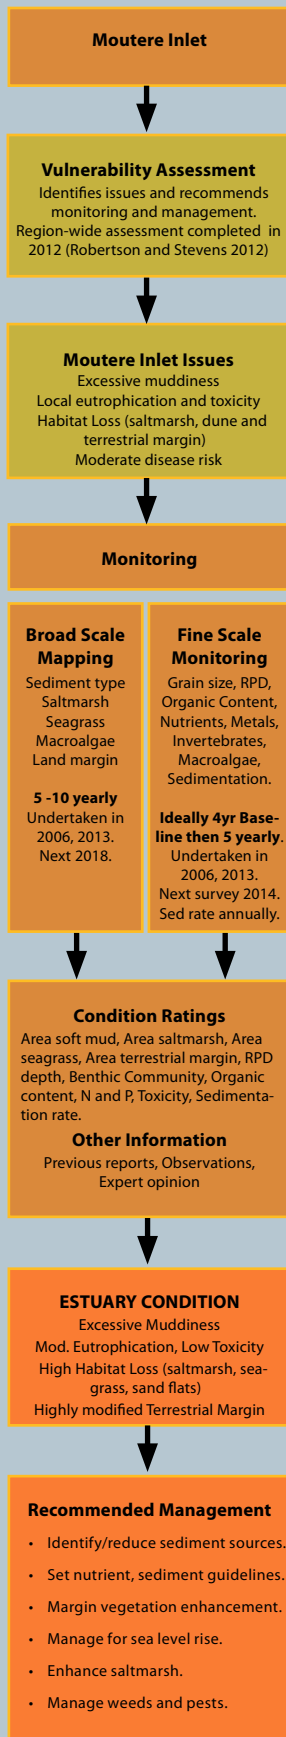 Moutere Inlet
Vulnerability Assessment
Identifies issues and recommends
monitoring and management.
Region-wide assessment completed in
2012 (Robertson and Stevens 2012)
Moutere Inlet Issues
Excessive muddiness
Local eutrophication and toxicity
Habitat Loss (saltmarsh, dune and
terrestrial margin)
Moderate disease risk
Monitoring
Broad Scale
Mapping
Sediment type
Saltmarsh
Seagrass
Macroalgae
Land margin
5 -10 yearly
Undertaken in
2006, 2013.
Next 2018.
Fine Scale
Monitoring
Grain size, RPD,
Organic Content,
Nutrients, Metals,
Invertebrates,
Macroalgae,
Sedimentation.
Ideally 4yr Base-
line then 5 yearly.
Undertaken in
2006, 2013.
Next survey 2014.
Sed rate annually.
Condition Ratings
Area soft mud, Area saltmarsh, Area
seagrass, Area terrestrial margin, RPD
depth, Benthic Community, Organic
content, N and P, Toxicity, Sedimenta-
tion rate.
Other Information
Previous reports, Observations,
Expert opinion
ESTUARY CONDITION
Excessive Muddiness
Mod. Eutrophication, Low Toxicity
High Habitat Loss (saltmarsh, sea-
grass, sand flats)
Highly modified Terrestrial Margin
Recommended Management
• Identify/reduce sediment sources.
• Set nutrient, sediment guidelines.
• Margin vegetation enhancement.
• Manage for sea level rise.
• Enhance saltmarsh.
• Manage weeds and pests.